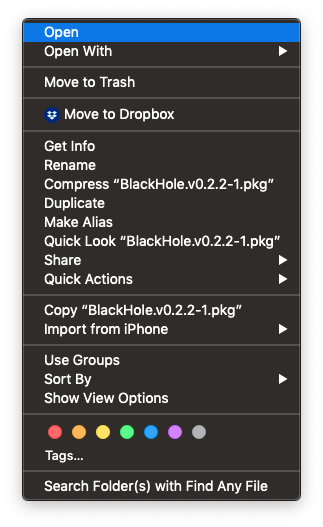 Open
Open With
Move to Trash
Move to Dropbox
Get Info
Rename
Compress “BlackHole.v0.2.2-1.pkg”
Duplicate
Make Alias
Quick Look “BlackHole.v0.2.2-1.pkg”
Share
Quick Actions
Copy “BlackHole.v0.2.2-1.pkg”
Import from iPhone
Use Groups
Sort By
Show View Options
Tags...
Search Folder(s) with Find Any File